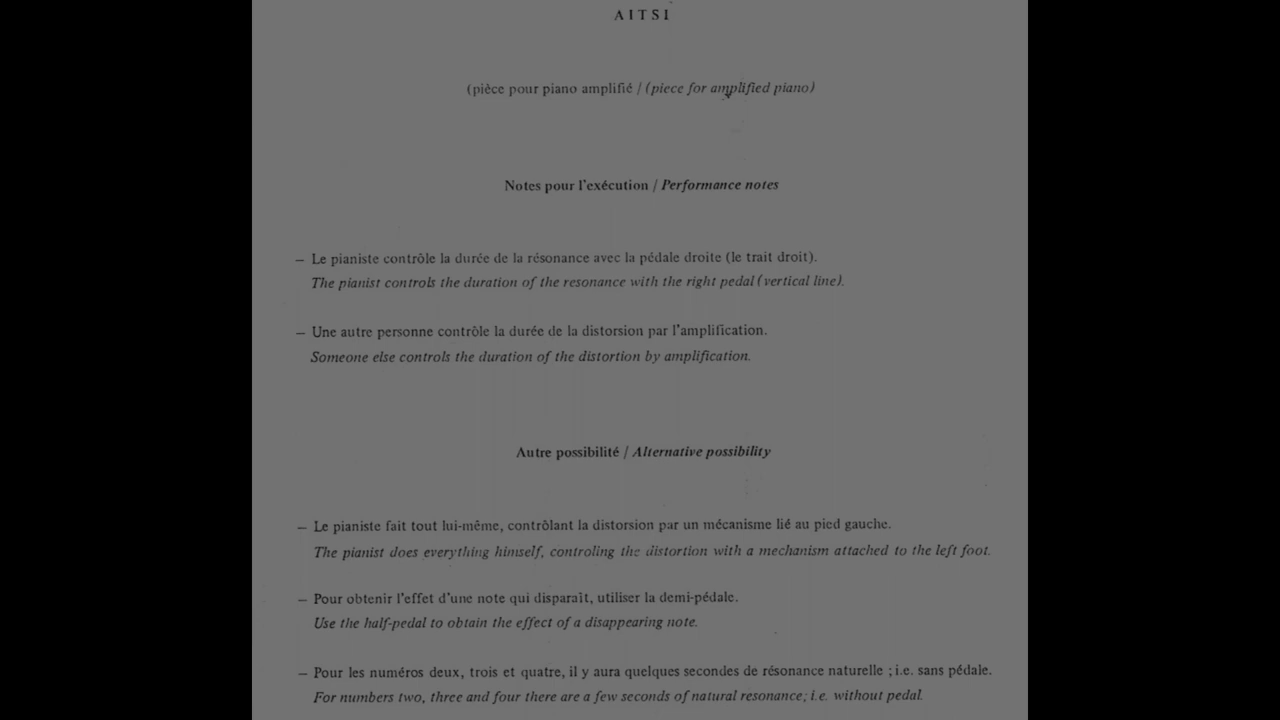 AITSI
(pièce pour piano amplifié / (piece for amplified piano)
Notes pour l'exécution / Performance notes
— Le pianiste contrôle la durée de la résonance avec la pédale droite (le trait droit).
The pianist controls the duration of the resonance with the right pedal (vertical line).
— Une autre personne contrôle la durée de la distorsion par l'amplification.
Someone else controls the duration of the distortion by amplification.
Autre possibilité / Alternative possibility
— Le pianiste fait tout lui-même, contrôlant la distorsion par un mécanisme lié au pied gauche.
The pianist does everything himself, controling the distortion with a mechanism attached to the left foot.
— Pour obtenir l'effet d'une note qui disparaît, utiliser la demi-pédale.
Use the half-pedal to obtain the effect of a disappearing note.
— Pour les numéros deux, trois et quatre, il y aura quelques secondes de résonance naturelle ; i.e. sans pédale.
For numbers two, three and four there are a few seconds of natural resonance; i.e. without pedal.